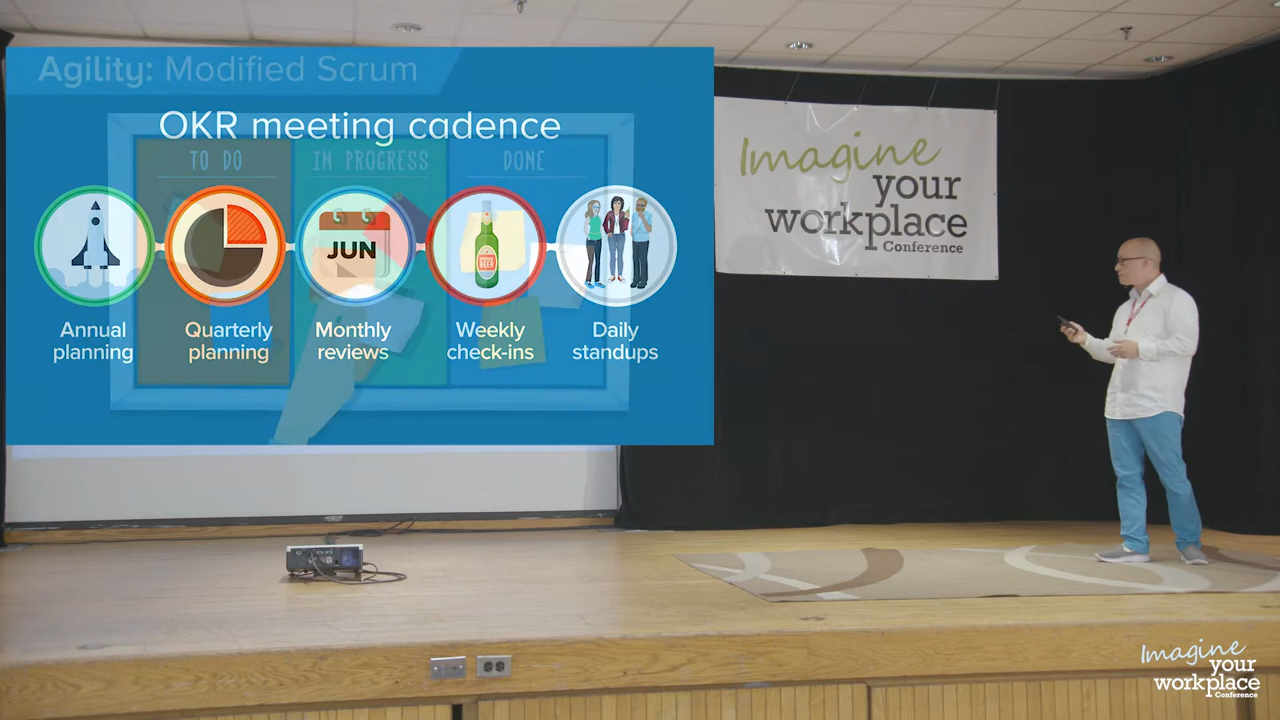 Agility: Modified Scrum
OKR meeting cadence
TO DO
IN PROGRESS
DONE
JUN
BEER
Annual
planning
Quarterly
planning
Monthly
reviews
Weekly
check-ins
Daily
standups
Imagine
your
workplace
Conference
Imagine
your
workplace
Conference